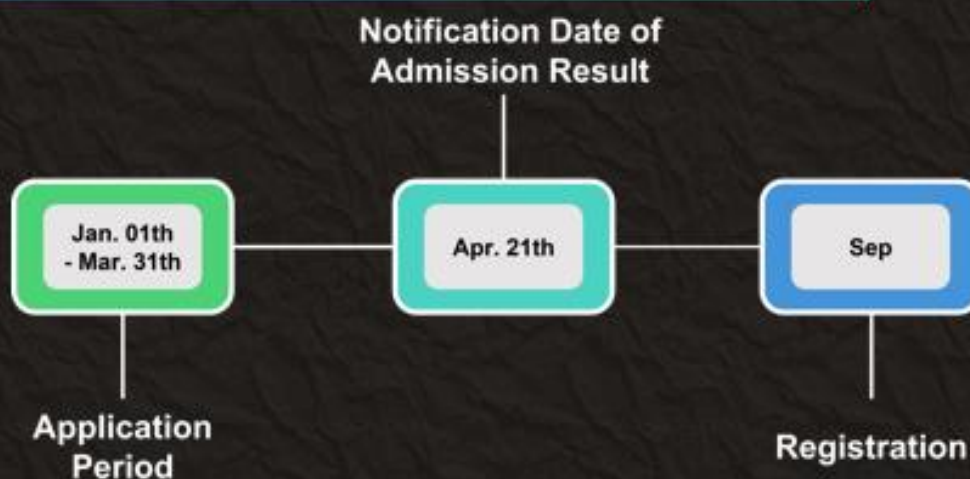 Notification Date of
Admission Result
Jan. 01th
- Mar. 31th
Apr. 21th
Sep
Application
Period
Registration